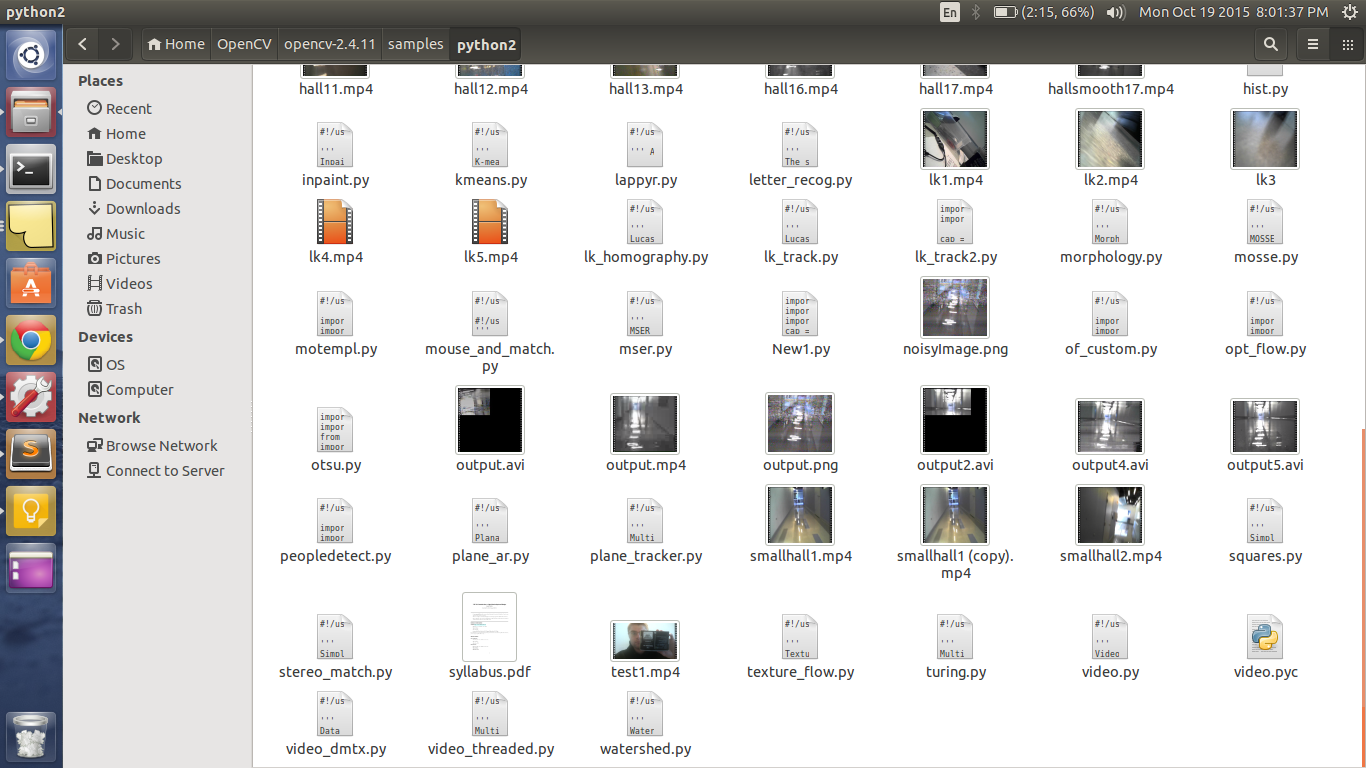 python2
En
(2:15, 66%)
Mon Oct 19 2015 8:01:37 PM
Home
OpenCV
opencv-2.4.11
samples
python2
Places
Recent
Home
Desktop
Documents
Downloads
Music
Pictures
Videos
Trash
Devices
OS
Computer
Network
Browse Network
Connect to Server
hall11.mp4
hall12.mp4
hall13.mp4
hall16.mp4
hall17.mp4
hallsmooth17.mp4
hist.py
#!/us
'''
Inpai
inpaint.py
#!/us
'''
K-mea
kmeans.py
#!/us
''' A
lappyr.py
#!/us
'''
The s
letter_recog.py
lk1.mp4
lk2.mp4
lk3
lk4.mp4
lk5.mp4
#!/us
'''
Lucas
lk_homography.py
#!/us
'''
Lucas
lk_track.py
impor
impor
cap =
lk_track2.py
#!/us
'''
Morph
morphology.py
#!/us
'''
MOSSE
mosse.py
#!/us
impor
impor
motempl.py
#!/us
#!/us
'''
mouse_and_match.
py
#!/us
'''
MSER
mser.py
impor
impor
impor
cap =
New1.py
noisyImage.png
#!/us
impor
impor
of_custom.py
#!/us
impor
impor
opt_flow.py
impor
impor
from
impor
otsu.py
output.avi
output.mp4
output.png
output2.avi
output4.avi
output5.avi
#!/us
impor
impor
peopledetect.py
#!/us
'''
Plana
plane_ar.py
#!/us
'''
Multi
plane_tracker.py
smallhall1.mp4
smallhall1 (copy).
mp4
smallhall2.mp4
#!/us
'''
Simpl
squares.py
#!/us
'''
Simpl
stereo_match.py
syllabus.pdf
test1.mp4
#!/us
'''
Textu
texture_flow.py
#!/us
'''
Multi
turing.py
#!/us
'''
Video
video.py
video.pyc
#!/us
'''
Data
video_dmtx.py
#!/us
'''
Multi
video_threaded.py
#!/us
'''
Water
watershed.py